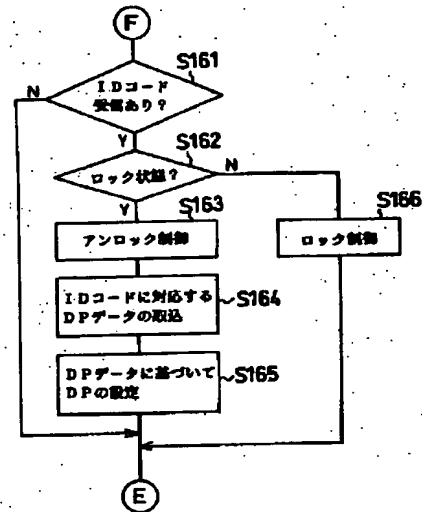 F
S161
IDコード
受信あり?
N
Y
S162
ロック状態?
N
Y
S163
アンロック制御
S166
ロック制御
IDコードに対応する
DPデータの取込
S164
DPデータに基づいて
DPの設定
S165
E